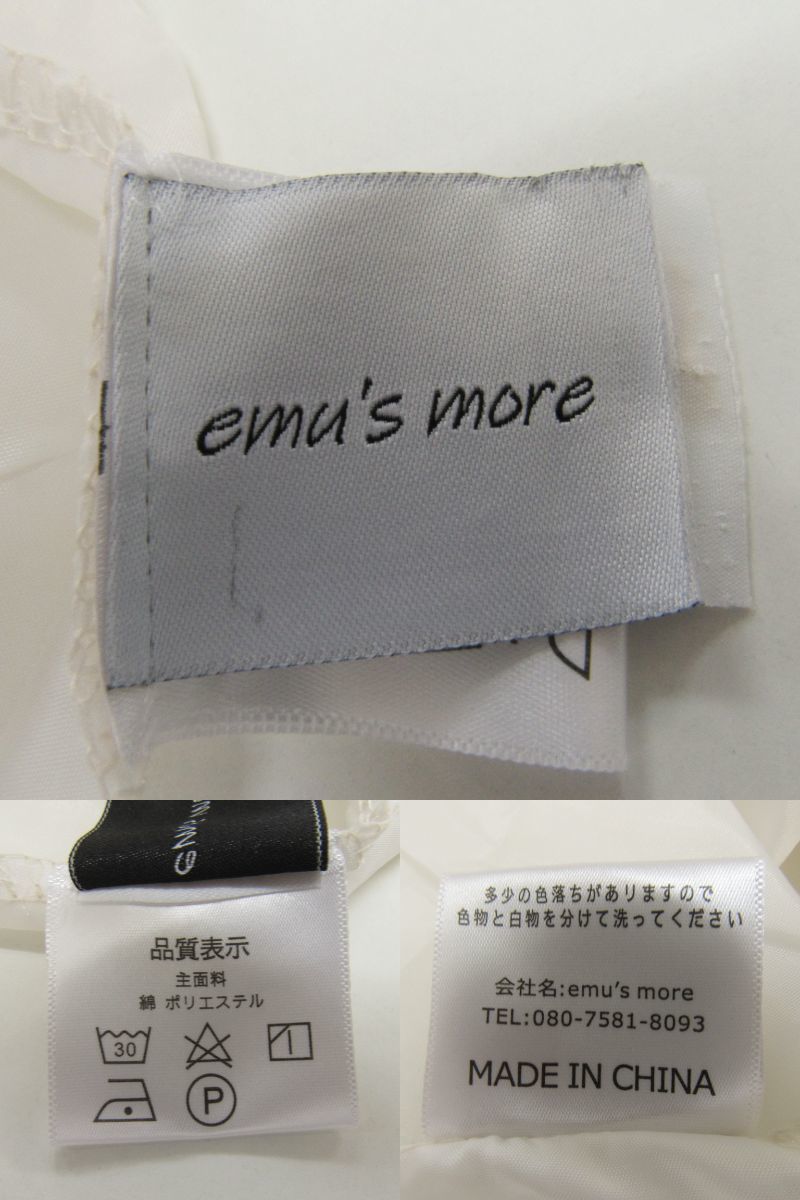 emu's more
品質表示
主面料
綿 ポリエステル
30
P
多少の色落ちがありますので
色物と白物を分けて洗ってください
会社名:emu's more
TEL:080-7581-8093
MADE IN CHINA